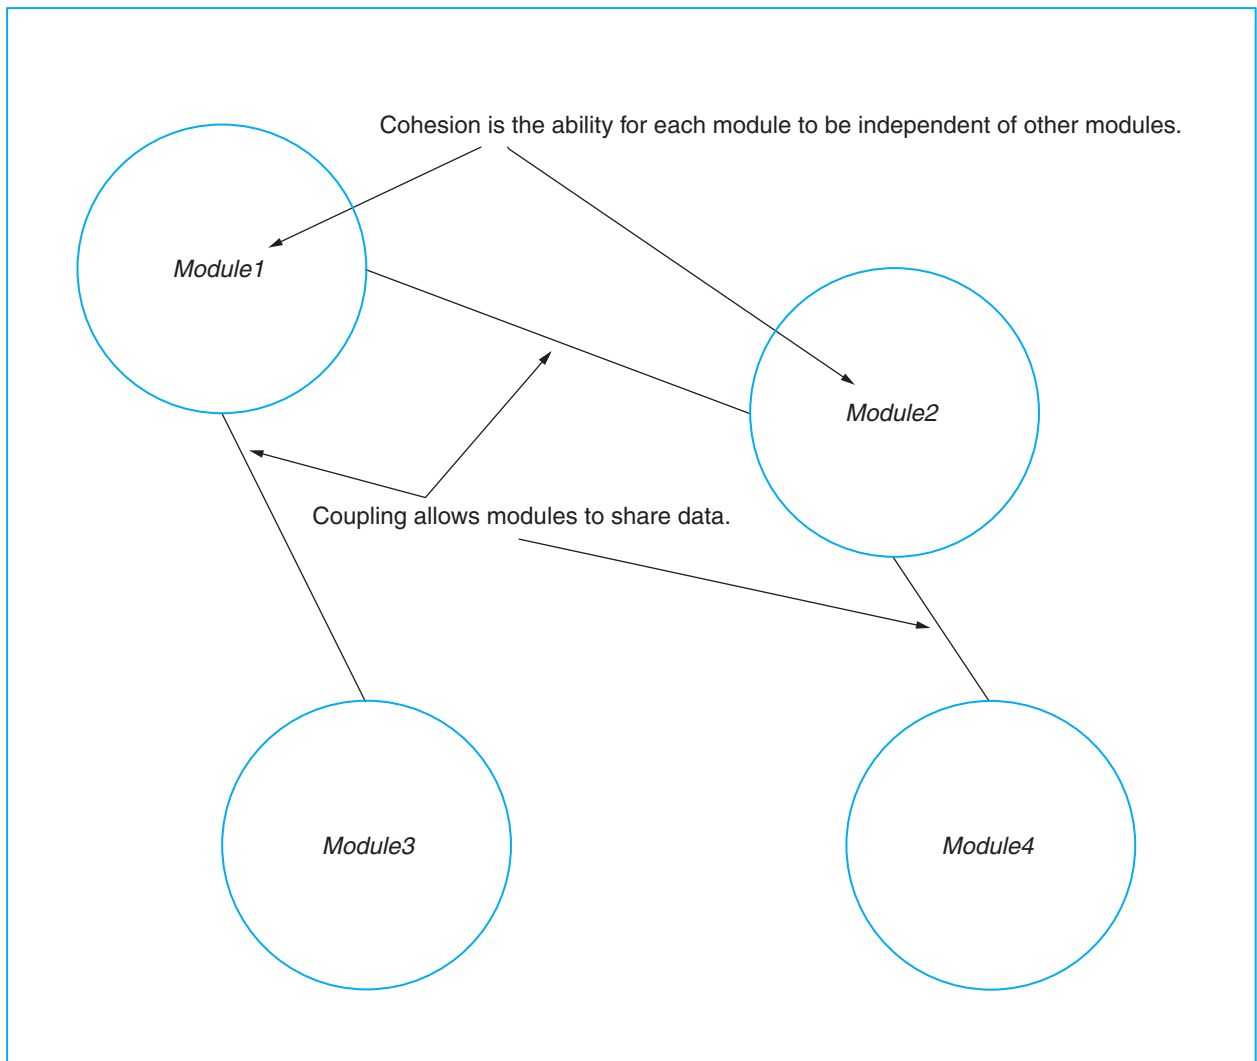 Cohesion is the ability for each module to be independent of other modules.
Module1
Module2
Coupling allows modules to share data.
Module3
Module4